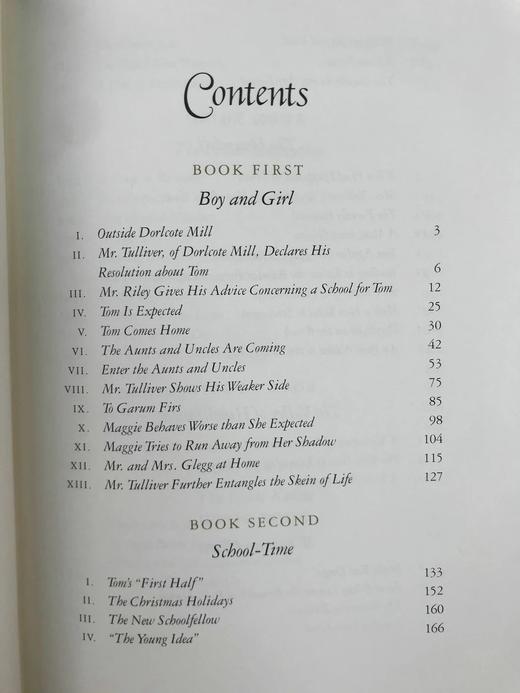 Contents
BOOK FIRST
Boy and Girl
I. Outside Dorlcote Mill 3
II. Mr. Tulliver, of Dorlcote Mill, Declares His
Resolution about Tom 6
III. Mr. Riley Gives His Advice Concerning a School for Tom 12
IV. Tom Is Expected 25
V. Tom Comes Home 30
VI. The Aunts and Uncles Are Coming 42
VII. Enter the Aunts and Uncles 53
VIII. Mr. Tulliver Shows His Weaker Side 75
IX. To Garum Firs 85
X. Maggie Behaves Worse than She Expected 98
XI. Maggie Tries to Run Away from Her Shadow 104
XII. Mr. and Mrs. Glegg at Home 115
XIII. Mr. Tulliver Further Entangles the Skein of Life 127
BOOK SECOND
School-Time
I. Tom's "First Half" 133
II. The Christmas Holidays 152
III. The New Schoolfellow 160
IV. "The Young Idea" 166